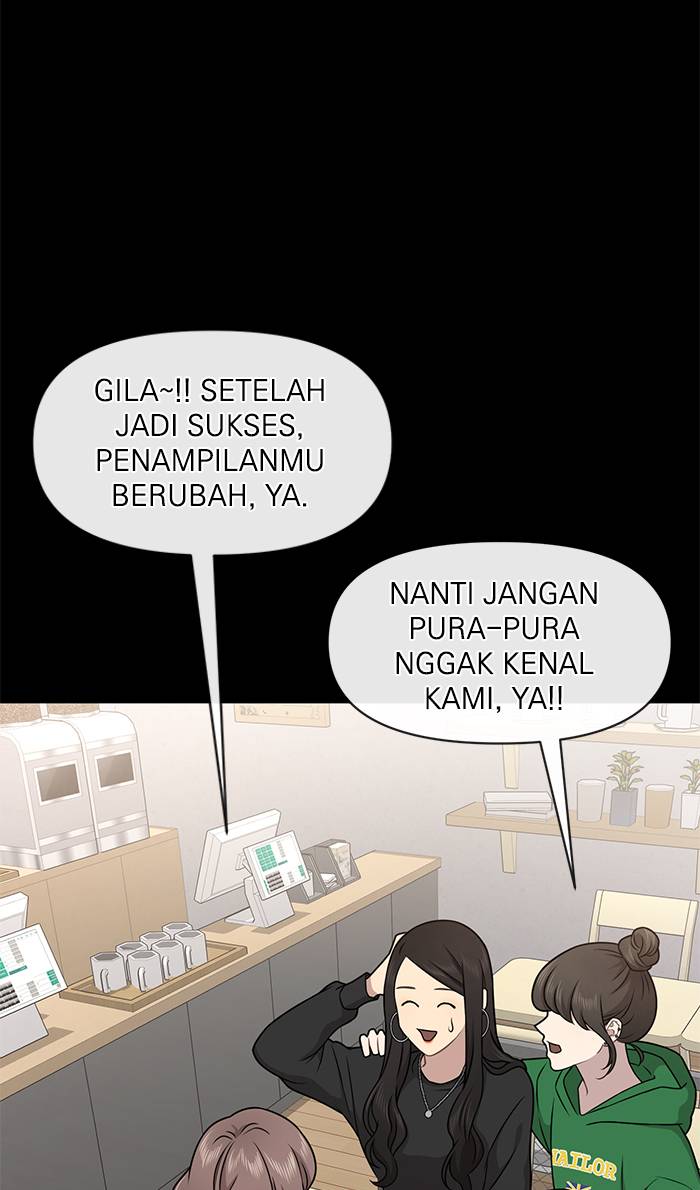 GILA~!! SETELAH
JADI SUKSES,
PENAMPILANMU
BERUBAH, YA.
NANTI JANGAN
PURA-PURA
NGGAK KENAL
KAMI, YA!!